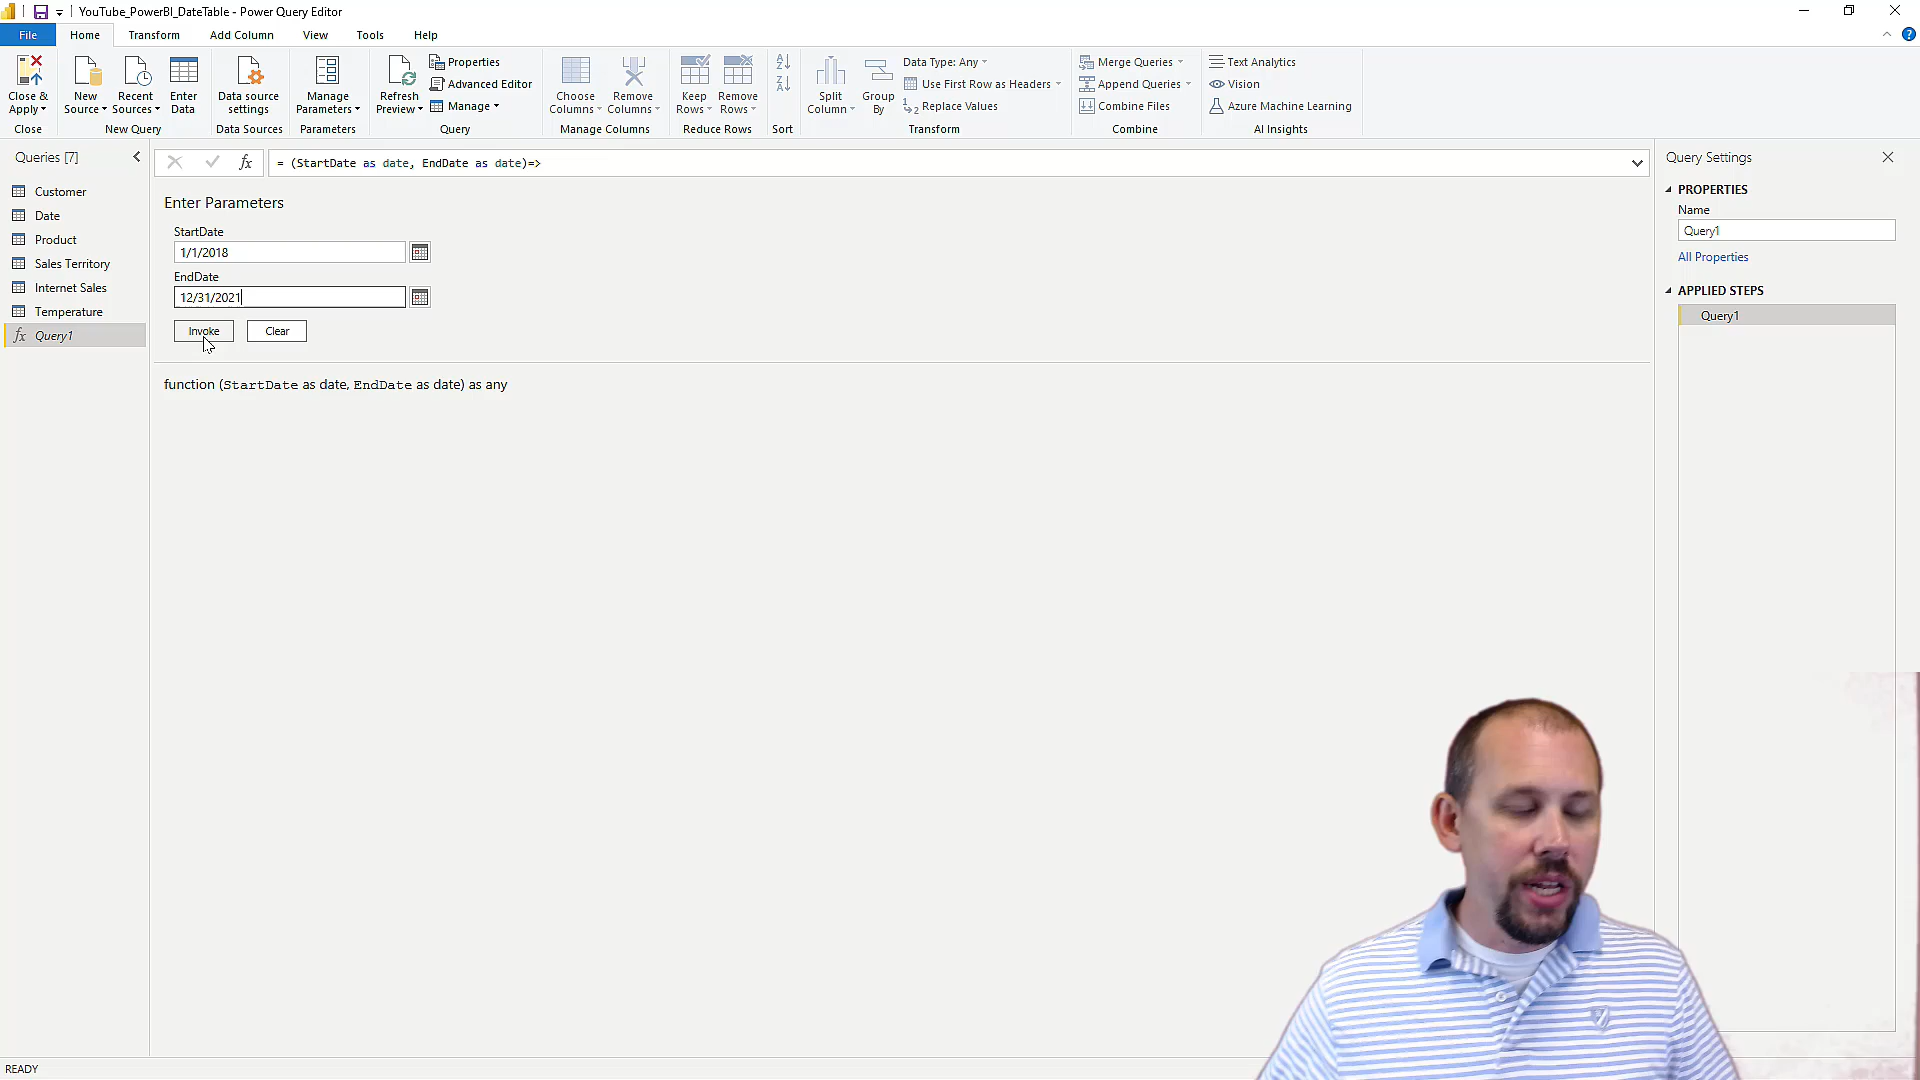 YouTube_PowerBI_DateTable - Power Query Editor
File Home Transform Add Column View Tools Help
Close & Apply
New Source
Recent Sources
Enter Data
Data source settings
Manage Parameters
Refresh Preview
Properties
Advanced Editor
Manage
Choose Columns
Remove Columns
Keep Rows
Remove Rows
Split Column
Group By
Data Type: Any
Use First Row as Headers
Replace Values
Merge Queries
Append Queries
Combine Files
Text Analytics
Vision
Azure Machine Learning
Close New Query Data Sources Parameters Query Manage Columns Reduce Rows Sort Transform Combine AI Insights
Queries [7]
Customer
Date
Product
Sales Territory
Internet Sales
Temperature
fx Query1
fx = (StartDate as date, EndDate as date)=>
Enter Parameters
StartDate
1/1/2018
EndDate
12/31/2021
Invoke Clear
function (StartDate as date, EndDate as date) as any
Query Settings
PROPERTIES
Name
Query1
All Properties
APPLIED STEPS
Query1
READY